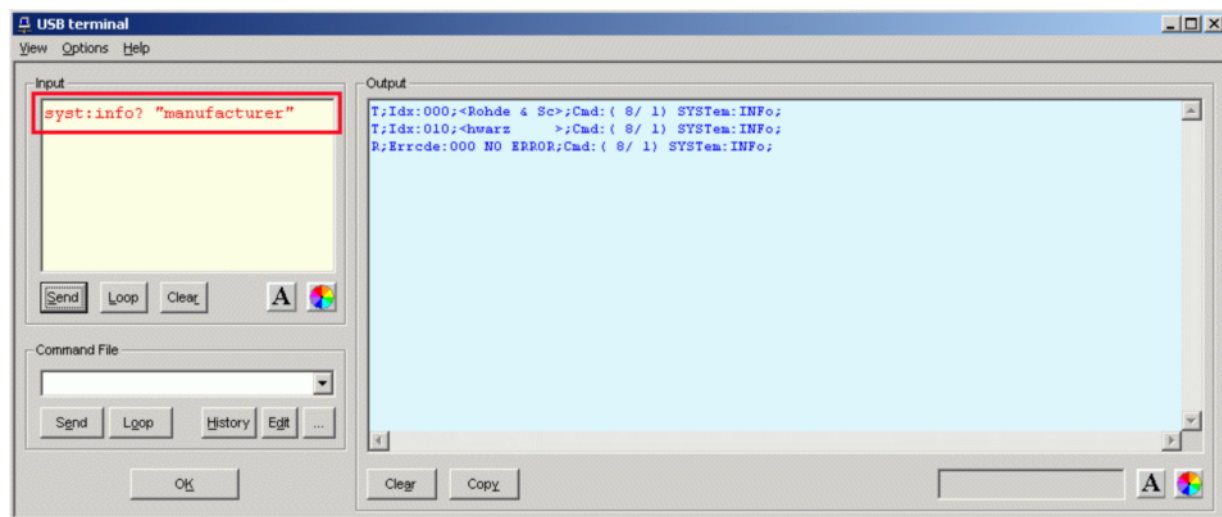 USB terminal
View Options Help
Input
syst:info? "manufacturer"
Send Loop Clear A
Command File
Send Loop History Edit ...
OK
Output
T;Idx:000;<Rohde & Sc>;Cmd:( 8/ 1) SYSTem:INFo;
T;Idx:010;<hwarz     >;Cmd:( 8/ 1) SYSTem:INFo;
R;Errcde:000 NO ERROR;Cmd:( 8/ 1) SYSTem:INFo;
Clear Copy A